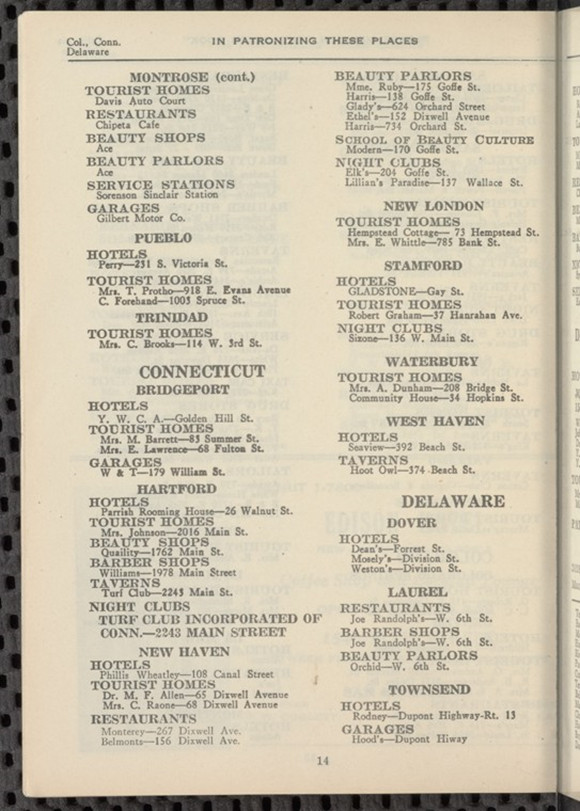 Col., Conn.
Delaware
IN PATRONIZING THESE PLACES
MONTROSE (cont.)
TOURIST HOMES
Davis Auto Court
RESTAURANTS
Chipeta Cafe
BEAUTY SHOPS
Ace
BEAUTY PARLORS
Ace
SERVICE STATIONS
Sorenson Sinclair Station
GARAGES
Gilbert Motor Co.
PUEBLO
HOTELS
Perry—231 S. Victoria St.
TOURIST HOMES
Mrs. T. Protho—918 E. Evans Avenue
C. Forehand—1003 Spruce St.
TRINIDAD
TOURIST HOMES
Mrs. C. Brooks—114 W. 3rd St.
CONNECTICUT
BRIDGEPORT
HOTELS
Y. W. C. A.—Golden Hill St.
TOURIST HOMES
Mrs. M. Barrett—83 Summer St.
Mrs. E. Lawrence—68 Fulton St.
GARAGES
W & T—179 William St.
HARTFORD
HOTELS
Parrish Rooming House—26 Walnut St.
TOURIST HOMES
Mrs. Johnson—2016 Main St.
BEAUTY SHOPS
Quaility—1762 Main St.
BARBER SHOPS
Williams—1978 Main Street
TAVERNS
Turf Club—2243 Main St.
NIGHT CLUBS
TURF CLUB INCORPORATED OF
CONN.—2243 MAIN STREET
NEW HAVEN
HOTELS
Phillis Wheatley—108 Canal Street
TOURIST HOMES
Dr. M. F. Allen—65 Dixwell Avenue
Mrs. C. Raone—68 Dixwell Avenue
RESTAURANTS
Monterey—267 Dixwell Ave.
Belmonts—156 Dixwell Ave.
BEAUTY PARLORS
Mme. Ruby—175 Goffe St.
Harris—138 Goffe St.
Glady's—624 Orchard Street
Ethel's—152 Dixwell Avenue
Harris—734 Orchard St.
SCHOOL OF BEAUTY CULTURE
Modern—170 Goffe St.
NIGHT CLUBS
Elk's—204 Goffe St.
Lillian's Paradise—137 Wallace St.
NEW LONDON
TOURIST HOMES
Hempstead Cottage— 73 Hempstead St.
Mrs. E. Whittle—785 Bank St.
STAMFORD
HOTELS
GLADSTONE—Gay St.
TOURIST HOMES
Robert Graham—37 Hanrahan Ave.
NIGHT CLUBS
Sizone—136 W. Main St.
WATERBURY
TOURIST HOMES
Mrs. A. Dunham—208 Bridge St.
Community House—34 Hopkins St.
WEST HAVEN
HOTELS
Seaview—392 Beach St.
TAVERNS
Hoot Owl—374 Beach St.
DELAWARE
DOVER
HOTELS
Dean's—Forrest St.
Mosely's—Division St.
Weston's—Division St.
LAUREL
RESTAURANTS
Joe Randolph's—W. 6th St.
BARBER SHOPS
Joe Randolph's—W. 6th St.
BEAUTY PARLORS
Orchid—W. 6th St.
TOWNSEND
HOTELS
Rodney—Dupont Highway-Rt. 13
GARAGES
Hood's—Dupont Hiway
14